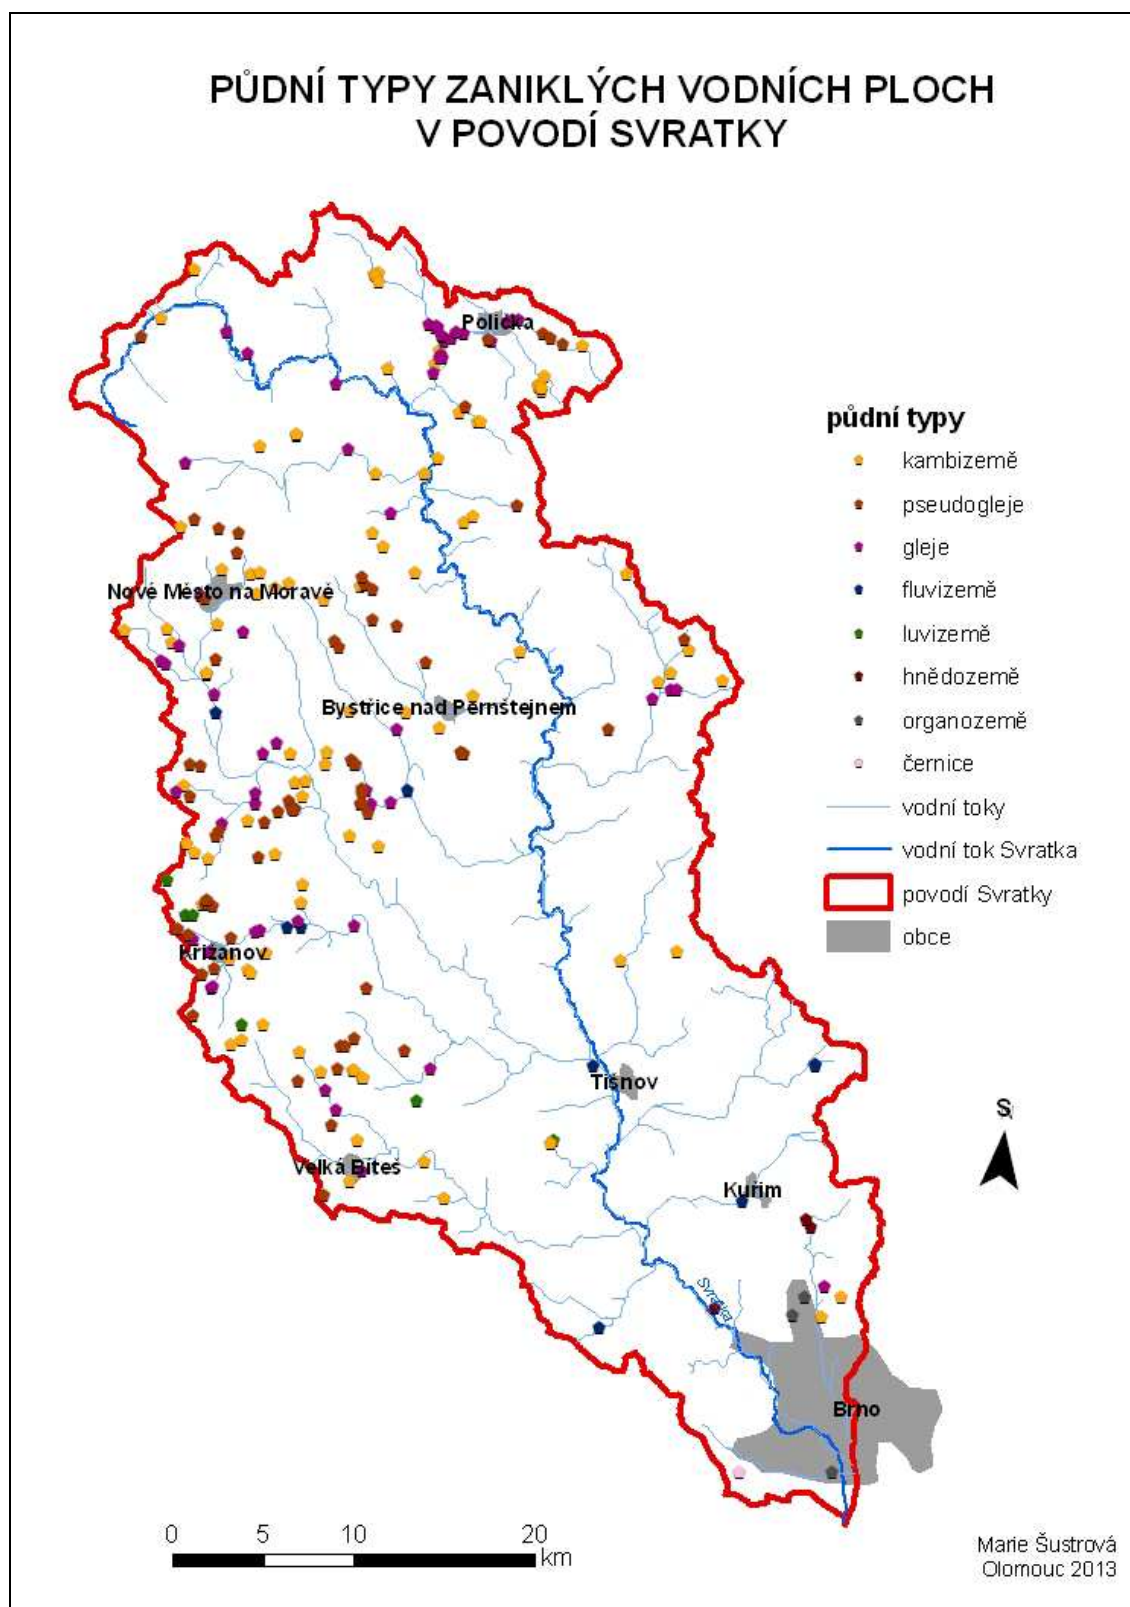 PŮDNÍ TYPY ZANIKLÝCH VODNÍCH PLOCH
V POVODÍ SVRATKY
Polička
půdní typy
kambizemě
pseudogleje
gleje
fluvizemě
luvizemě
hnědozemě
organozemě
černice
vodní toky
vodní tok Svratka
povodí Svratky
obce
Nové Město na Moravě
Bystřice nad Pernštejnem
Křižanov
Tišnov
S
Velká Bíteš
Kuřim
Svratka
Brno
0 5 10 20
km
Marie Šustrová
Olomouc 2013